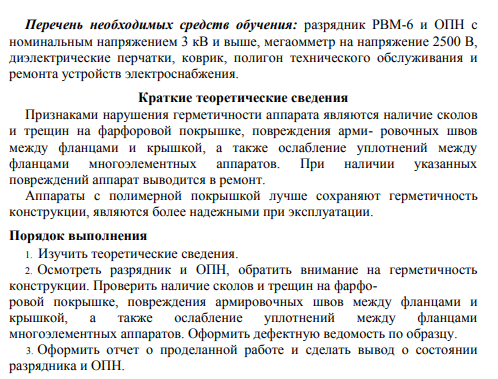 Перечень необходимых средств обучения: разрядник РВМ-6 и ОПН с
номинальным напряжением 3 кВ и выше, мегаомметр на напряжение 2500 В,
диэлектрические перчатки, коврик, полигон технического обслуживания и
ремонта устройств электроснабжения.
Краткие теоретические сведения
Признаками нарушения герметичности аппарата являются наличие сколов
и трещин на фарфоровой покрышке, повреждения арми- ровочных швов
между фланцами и крышкой, а также ослабление уплотнений между
фланцами многоэлементных аппаратов. При наличии указанных
повреждений аппарат выводится в ремонт.
Аппараты с полимерной покрышкой лучше сохраняют герметичность
конструкции, являются более надежными при эксплуатации.
Порядок выполнения
1. Изучить теоретические сведения.
2. Осмотреть разрядник и ОПН, обратить внимание на герметичность
конструкции. Проверить наличие сколов и трещин на фарфо-
ровой покрышке, повреждения армировочных швов между фланцами и
крышкой, а также ослабление уплотнений между фланцами
многоэлементных аппаратов. Оформить дефектную ведомость по образцу.
3. Оформить отчет о проделанной работе и сделать вывод о состоянии
разрядника и ОПН.